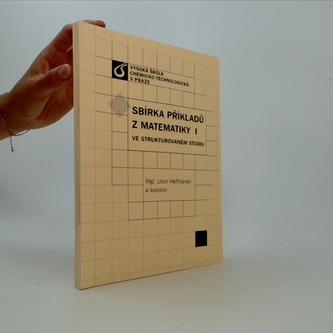 VYSOKÁ ŠKOLA
CHEMICKO-TECHNOLOGICKÁ
V PRAZE
SBÍRKA PŘÍKLADŮ
Z MATEMATIKY I
VE STRUKTUROVANÉM STUDIU
Mgr. Libor Heřmánek
a kolektiv